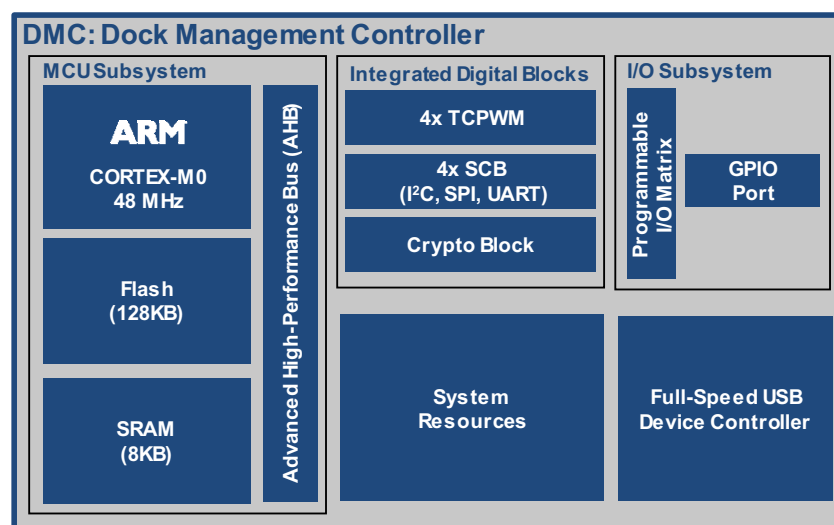 DMC: Dock Management Controller
MCU Subsystem
ARM
CORTEX-M0
48 MHz
Flash
(128KB)
SRAM
(8KB)
Advanced High-Performance Bus (AHB)
Integrated Digital Blocks
4x TCPWM
4x SCB
(I²C, SPI, UART)
Crypto Block
I/O Subsystem
Programmable
I/O Matrix
GPIO
Port
System
Resources
Full-Speed USB
Device Controller